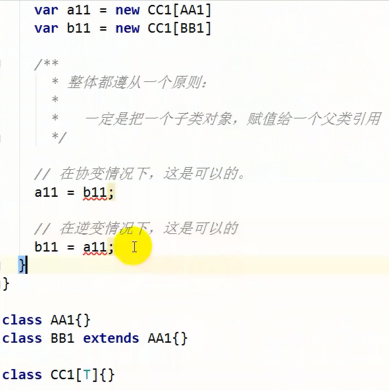 var a11 = new CC1[AA1]
var b11 = new CC1[BB1]
/**
* 整体都遵从一个原则：
*
* 一定是把一个子类对象，赋值给一个父类引用
*/
// 在协变情况下，这是可以的。
a11 = b11;
// 在逆变情况下，这是可以的
b11 = a11;
}
}
class AA1{}
class BB1 extends AA1{}
class CC1[T]{}